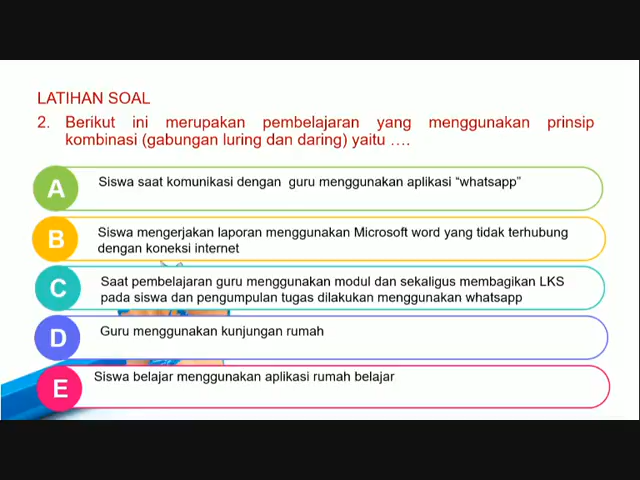 LATIHAN SOAL
2. Berikut ini merupakan pembelajaran yang menggunakan prinsip
kombinasi (gabungan luring dan daring) yaitu ….
A
Siswa saat komunikasi dengan guru menggunakan aplikasi “whatsapp”
B
Siswa mengerjakan laporan menggunakan Microsoft word yang tidak terhubung
dengan koneksi internet
C
Saat pembelajaran guru menggunakan modul dan sekaligus membagikan LKS
pada siswa dan pengumpulan tugas dilakukan menggunakan whatsapp
D
Guru menggunakan kunjungan rumah
E
Siswa belajar menggunakan aplikasi rumah belajar